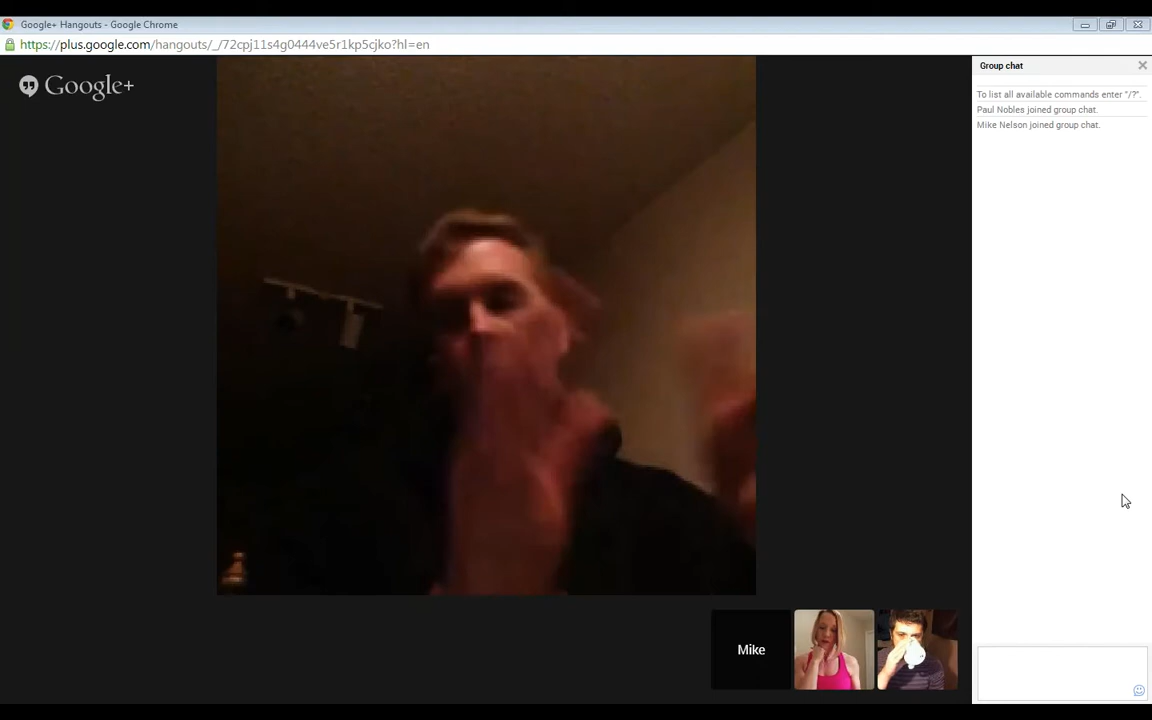 Google+ Hangouts - Google Chrome
https://plus.google.com/hangouts/_/72cpj11s4g0444ve5r1kp5cjko?hl=en
Google+
Group chat
To list all available commands enter "/?".
Paul Nobles joined group chat.
Mike Nelson joined group chat.
Mike